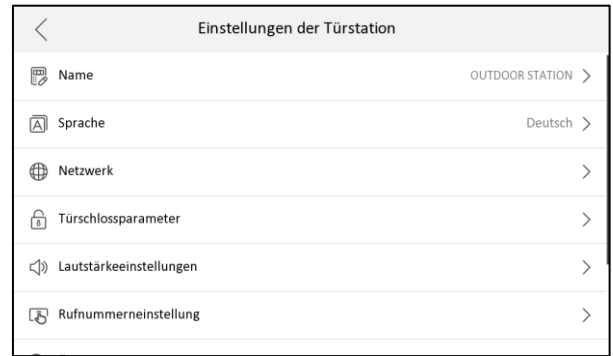 Einstellungen der Türstation
Name OUTDOOR STATION
Sprache Deutsch
Netzwerk
Türschlossparameter
Lautstärkeeinstellungen
Rufnummerneinstellung